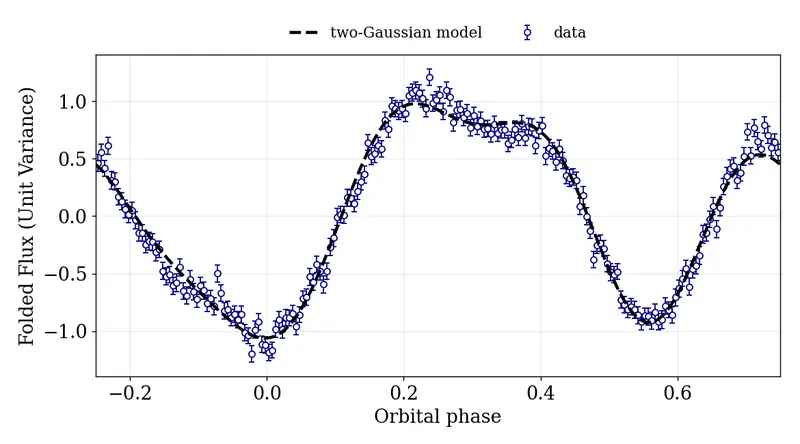 two-Gaussian model data
Folded Flux (Unit Variance)
1.0
0.5
0.0
−0.5
−1.0
−0.2 0.0 0.2 0.4 0.6
Orbital phase